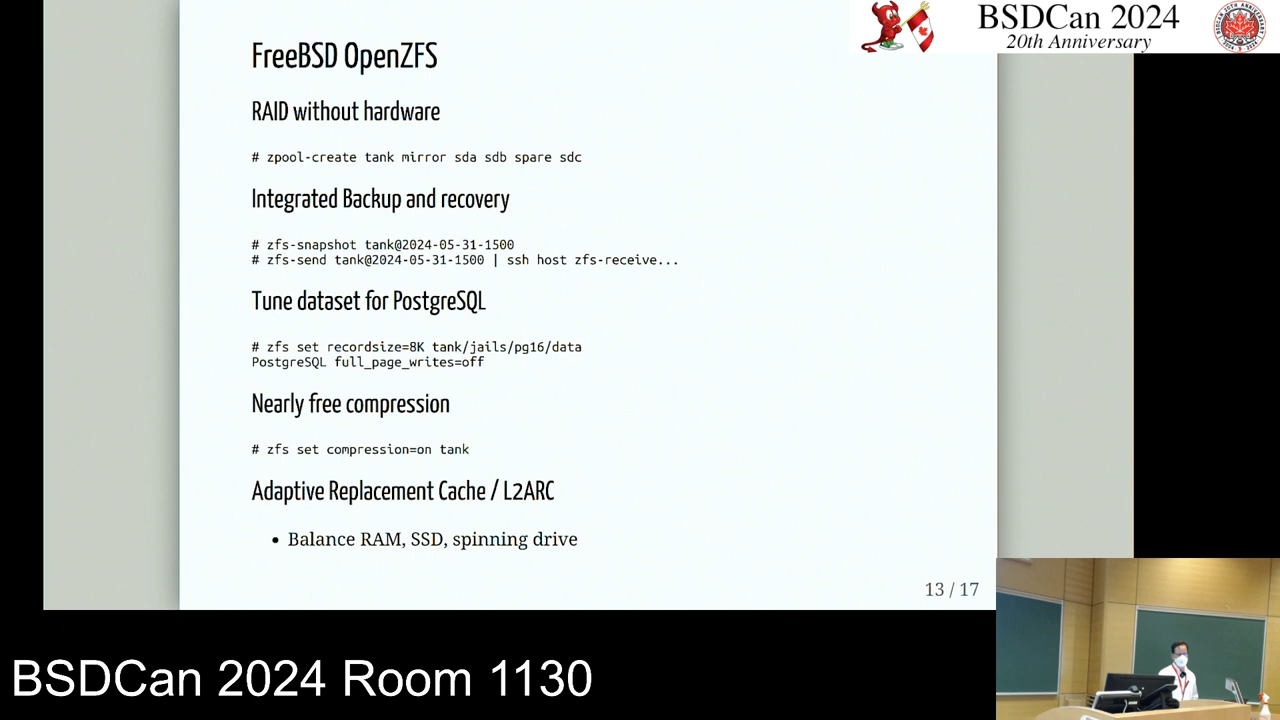 BSDCan 2024
20th Anniversary
FreeBSD OpenZFS
RAID without hardware
# zpool-create tank mirror sda sdb spare sdc
Integrated Backup and recovery
# zfs-snapshot tank@2024-05-31-1500
# zfs-send tank@2024-05-31-1500 | ssh host zfs-receive...
Tune dataset for PostgreSQL
# zfs set recordsize=8K tank/jails/pg16/data
PostgreSQL full_page_writes=off
Nearly free compression
# zfs set compression=on tank
Adaptive Replacement Cache / L2ARC
• Balance RAM, SSD, spinning drive
13 / 17
BSDCan 2024 Room 1130